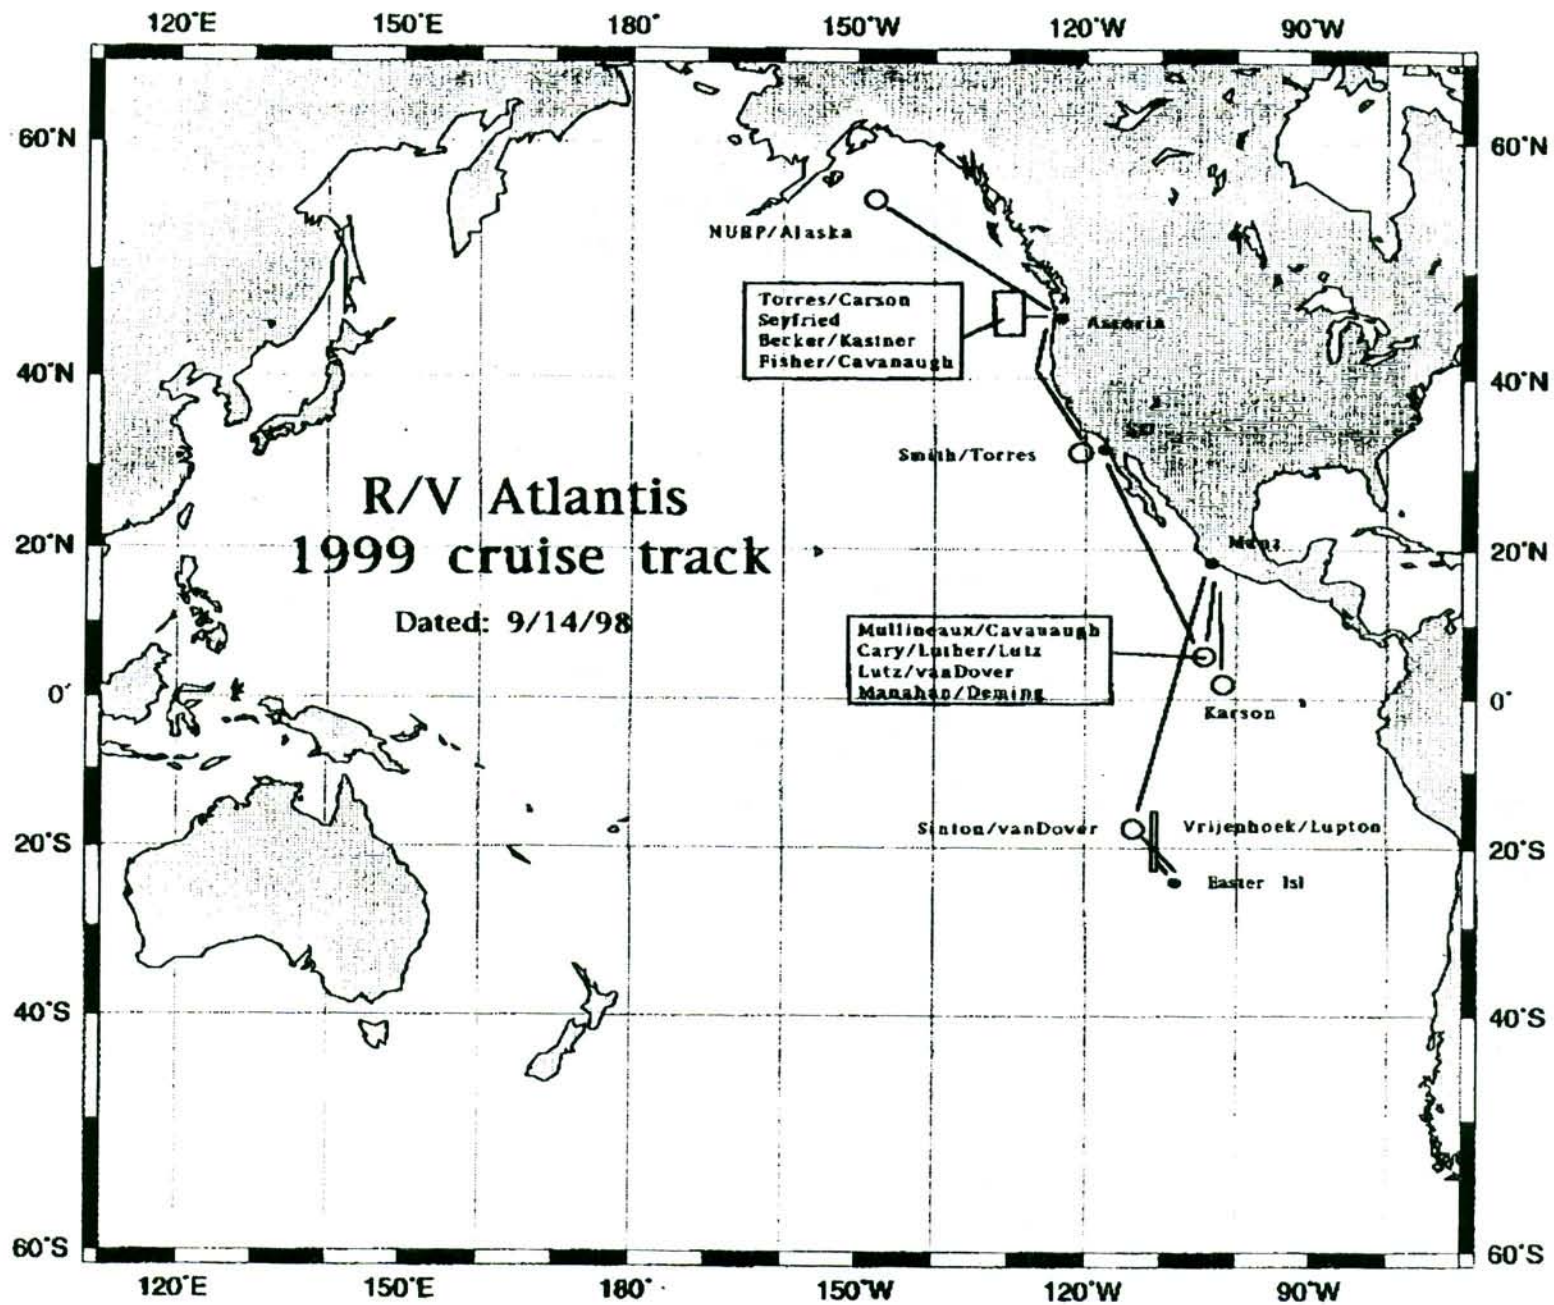 120°E 150°E 180° 150°W 120°W 90°W
60°N 60°N
NURP/Alaska
Torres/Carson
Seyfried
Becker/Kastner
Fisher/Cavanaugh
Astoria
40°N 40°N
SD
Smith/Torres
R/V Atlantis
1999 cruise track
Dated: 9/14/98
20°N 20°N
Manz
Mullineaux/Cavanaugh
Cary/Luther/Lutz
Lutz/vanDover
Manahan/Deming
0° 0°
Karson
Sinton/vanDover
Vrijenhoek/Lupton
20°S 20°S
Easter Isl
40°S 40°S
60°S 60°S
120°E 150°E 180° 150°W 120°W 90°W